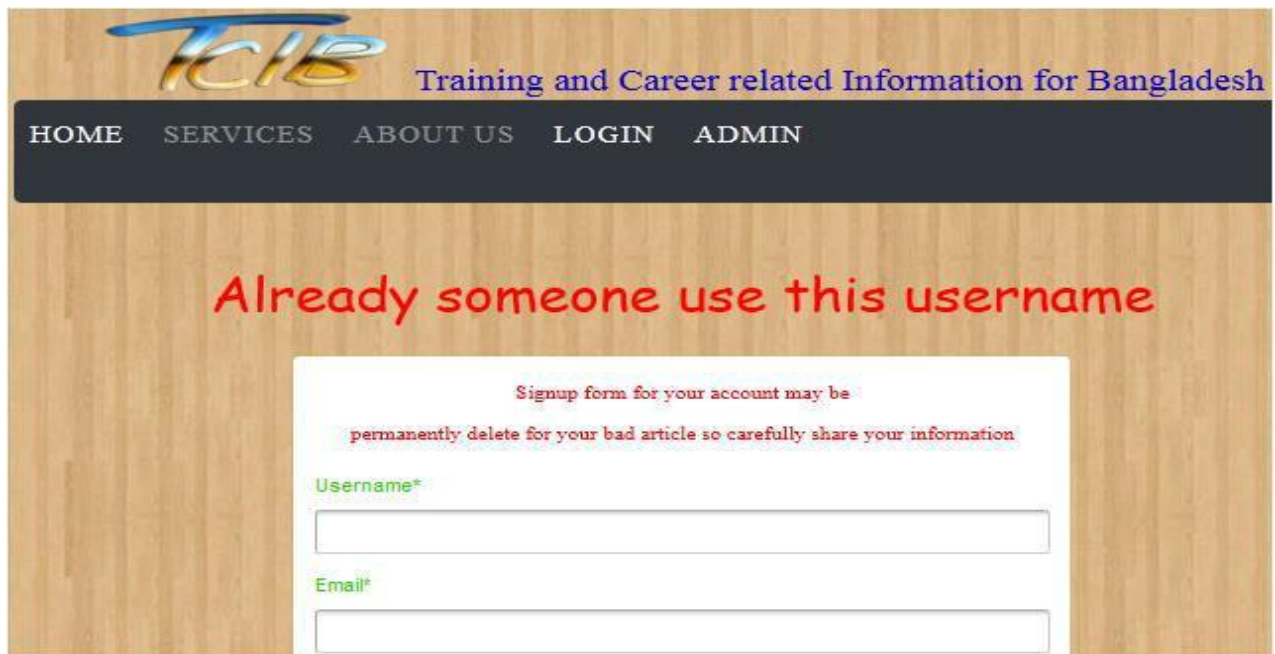 TCIB
Training and Career related Information for Bangladesh
HOME SERVICES ABOUT US LOGIN ADMIN
Already someone use this username
Signup form for your account may be
permanently delete for your bad article so carefully share your information
Username*
Email*